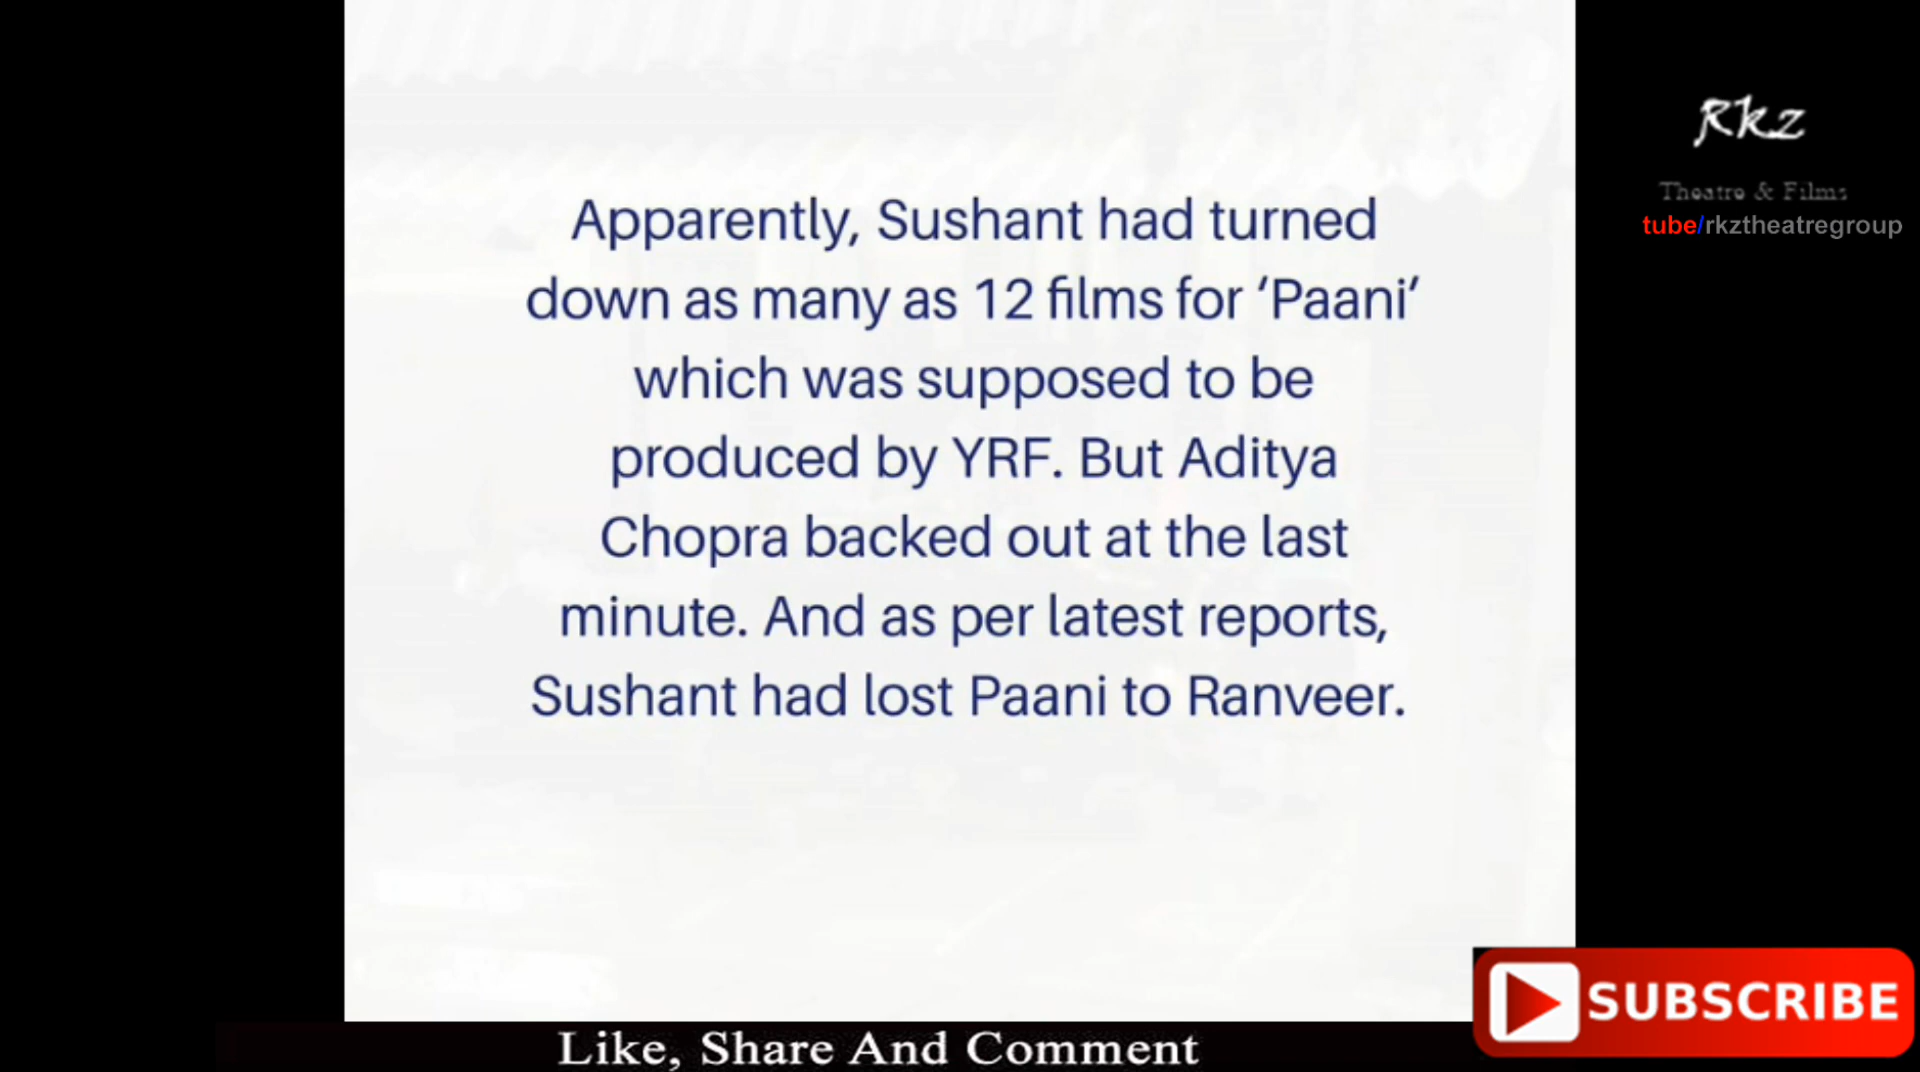 Rkz
Theatre & Films
tube/rkztheatregroup
Apparently, Sushant had turned
down as many as 12 films for ‘Paani’
which was supposed to be
produced by YRF. But Aditya
Chopra backed out at the last
minute. And as per latest reports,
Sushant had lost Paani to Ranveer.
SUBSCRIBE
Like, Share And Comment